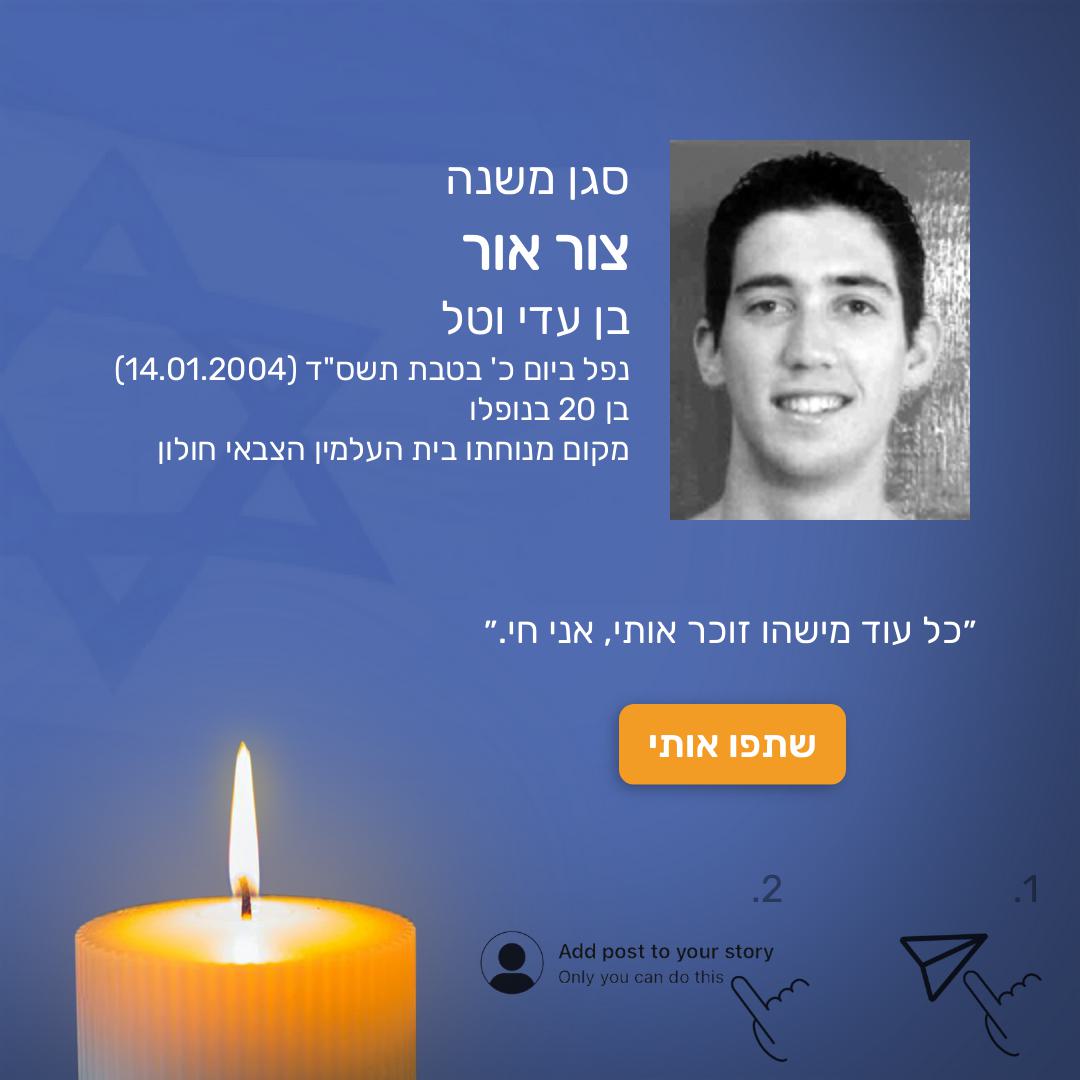 סגן משנה
צור אור
בן עדי וטל
נפל ביום כ' בטבת תשס"ד (14.01.2004)
בן 20 בנופלו
מקום מנוחתו בית העלמין הצבאי חולון
״כל עוד מישהו זוכר אותי, אני חי.״
שתפו אותי
1.
2.
Add post to your story
Only you can do this